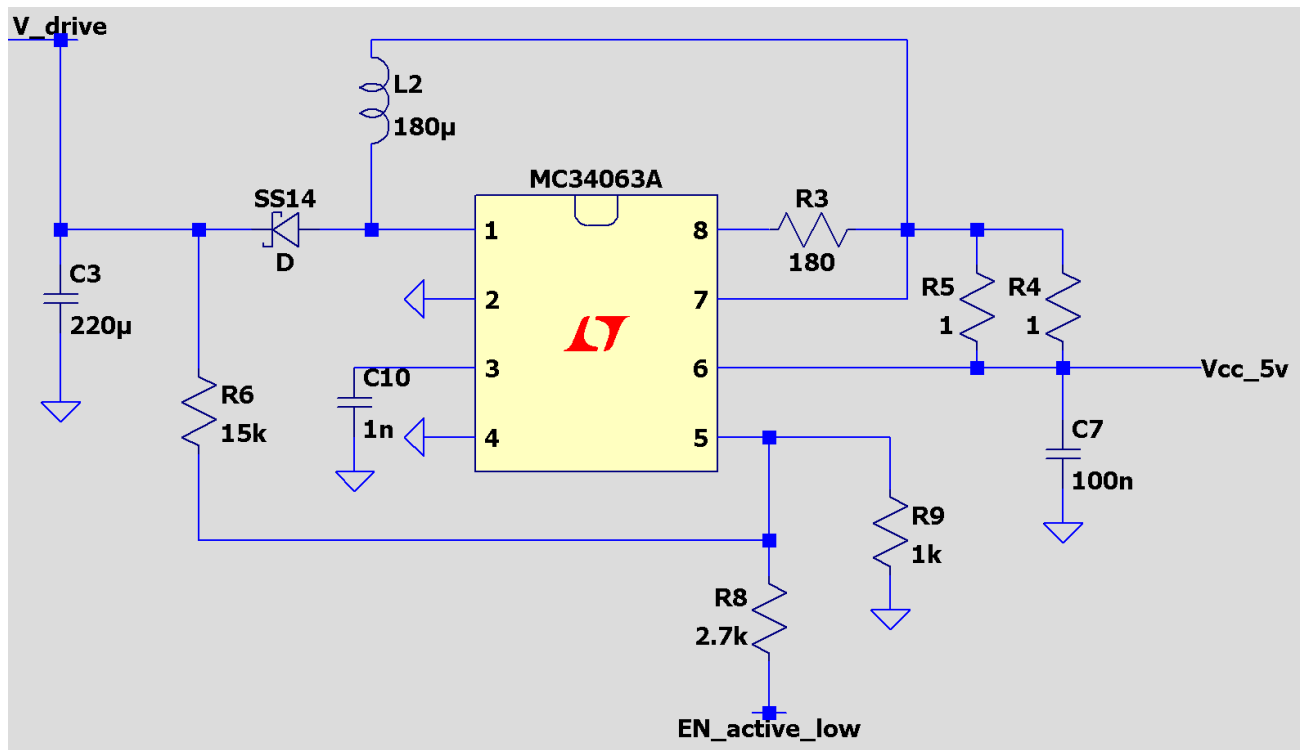 V_drive
L2
180µ
MC34063A
SS14
D
1
8
R3
180
C3
220µ
2
7
R5
1
R4
1
3
6
Vcc_5v
C10
1n
R6
15k
4
5
C7
100n
R9
1k
R8
2.7k
EN_active_low